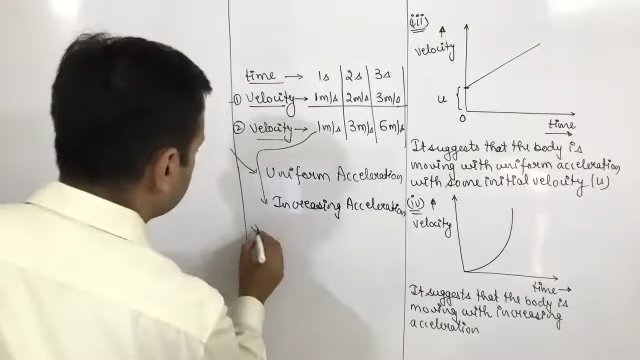 time → 1s 2s 3s
① Velocity → 1m/s 2m/s 3m/s
② Velocity → 1m/s 3m/s 6m/s
Uniform Acceleration
Increasing Acceleration
(iii)
velocity
u
0
time
It suggests that the body is
moving with uniform acceleration
with some initial velocity (u)
(iv)
velocity
time →
It suggests that the body is
moving with increasing
acceleration